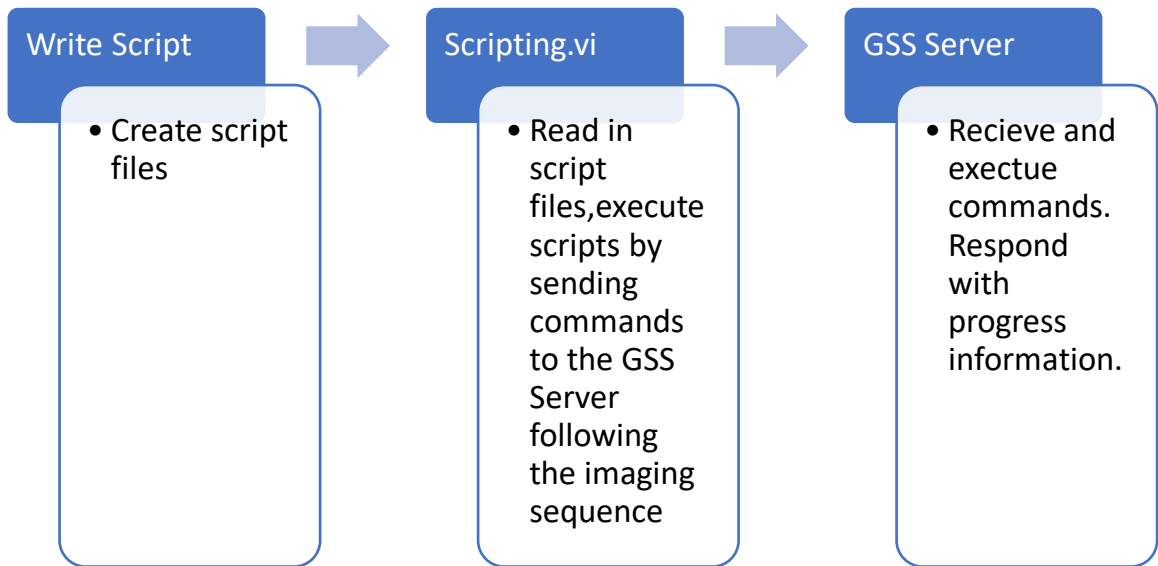 Write Script
• Create script
files
Scripting.vi
• Read in
script
files,execute
scripts by
sending
commands
to the GSS
Server
following
the imaging
sequence
GSS Server
• Recieve and
exectue
commands.
Respond
with
progress
information.